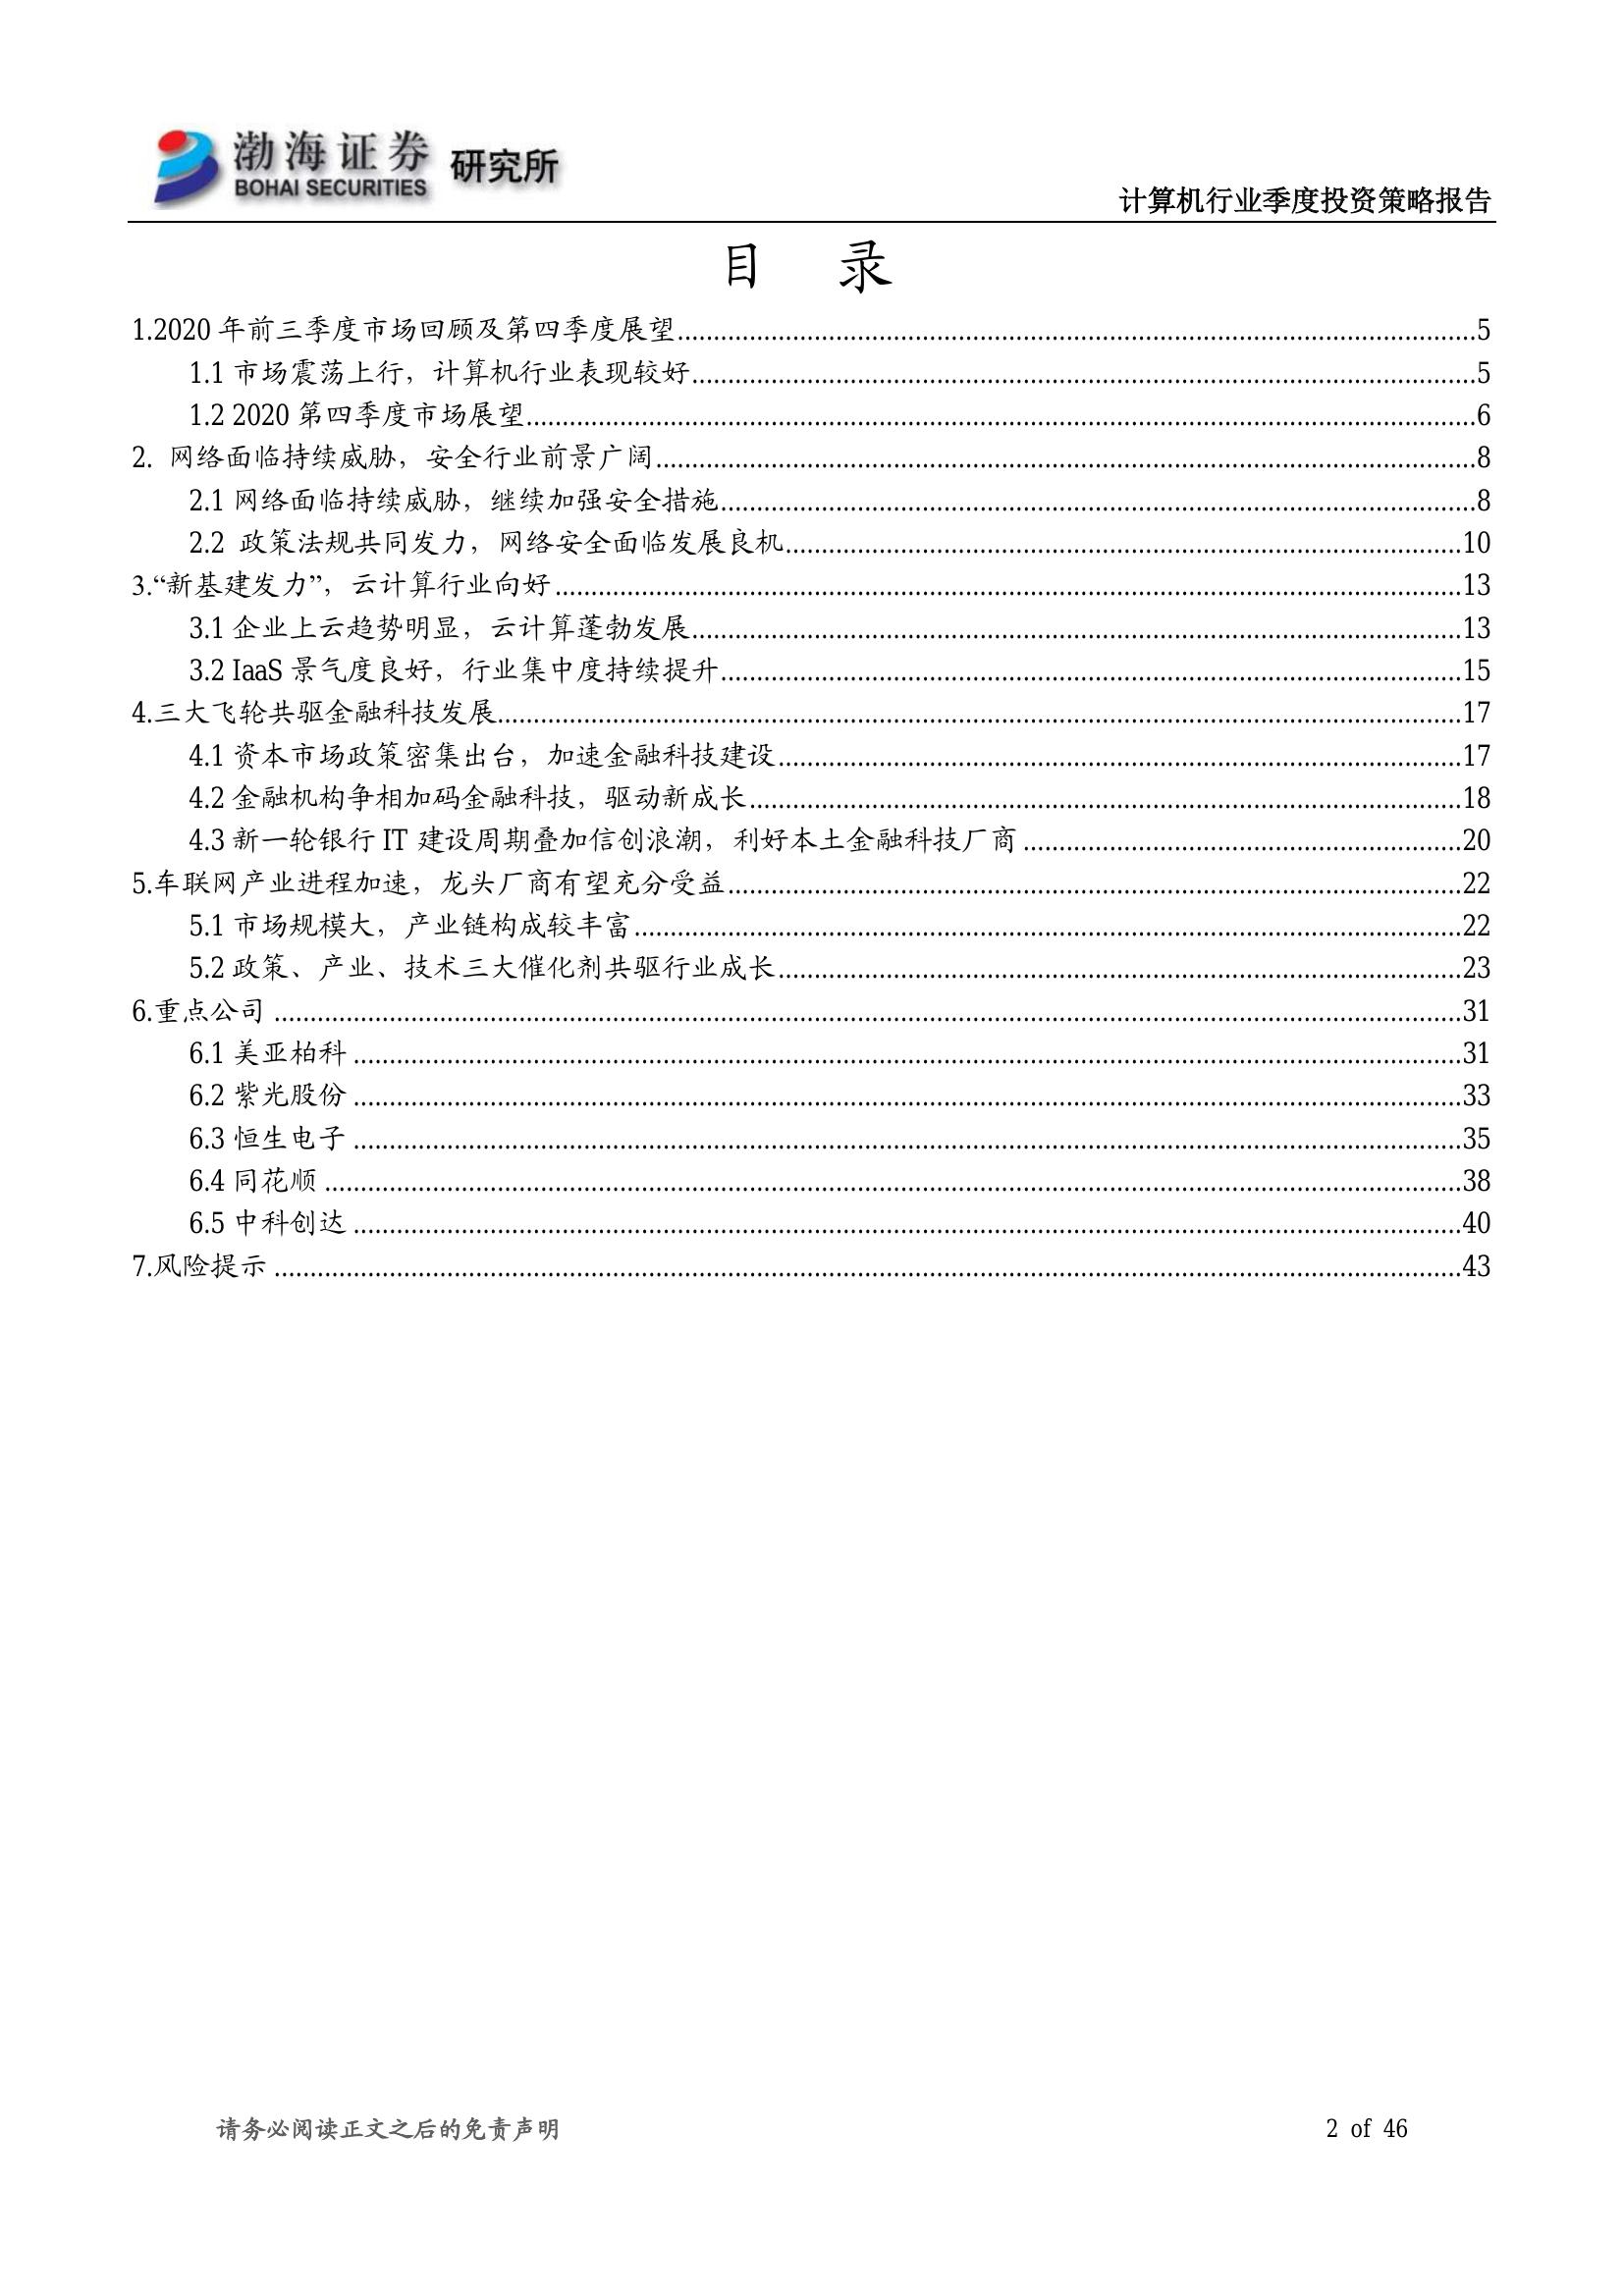 渤海证券 研究所
BOHAI SECURITIES
计算机行业季度投资策略报告
目 录
1.2020 年前三季度市场回顾及第四季度展望.....5
1.1 市场震荡上行，计算机行业表现较好.....5
1.2 2020 第四季度市场展望.....6
2. 网络面临持续威胁，安全行业前景广阔.....8
2.1 网络面临持续威胁，继续加强安全措施.....8
2.2 政策法规共同发力，网络安全面临发展良机.....10
3.“新基建发力”，云计算行业向好.....13
3.1 企业上云趋势明显，云计算蓬勃发展.....13
3.2 IaaS 景气度良好，行业集中度持续提升.....15
4.三大飞轮共驱金融科技发展.....17
4.1 资本市场政策密集出台，加速金融科技建设.....17
4.2 金融机构争相加码金融科技，驱动新成长.....18
4.3 新一轮银行 IT 建设周期叠加信创浪潮，利好本土金融科技厂商.....20
5.车联网产业进程加速，龙头厂商有望充分受益.....22
5.1 市场规模大，产业链构成较丰富.....22
5.2 政策、产业、技术三大催化剂共驱行业成长.....23
6.重点公司.....31
6.1 美亚柏科.....31
6.2 紫光股份.....33
6.3 恒生电子.....35
6.4 同花顺.....38
6.5 中科创达.....40
7.风险提示.....43
请务必阅读正文之后的免责声明
2 of 46